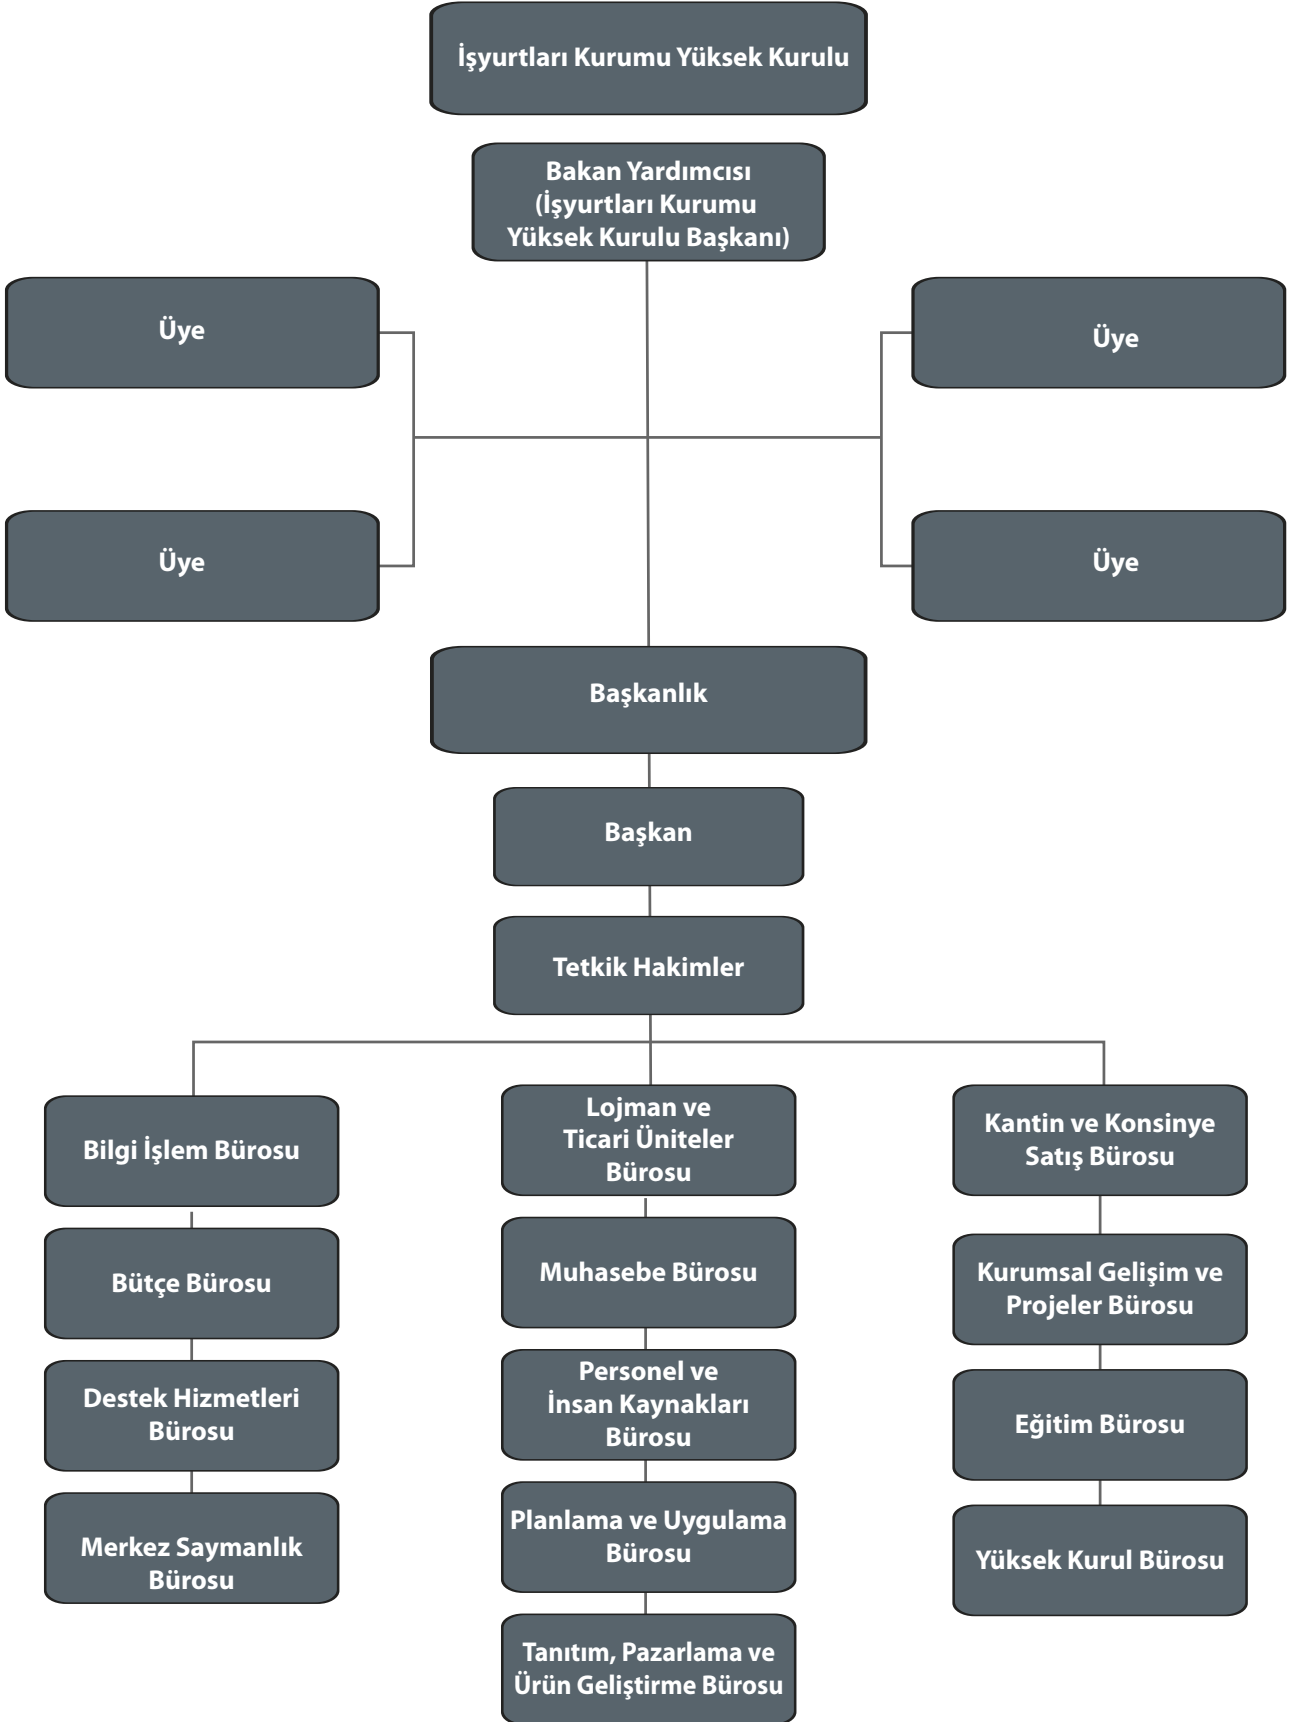 İşyurtları Kurumu Yüksek Kurulu
Bakan Yardımcısı
(İşyurtları Kurumu
Yüksek Kurulu Başkanı)
Üye
Üye
Üye
Üye
Başkanlık
Başkan
Tetkik Hakimler
Bilgi İşlem Bürosu
Bütçe Bürosu
Destek Hizmetleri
Bürosu
Merkez Saymanlık
Bürosu
Lojman ve
Ticari Üniteler
Bürosu
Muhasebe Bürosu
Personel ve
İnsan Kaynakları
Bürosu
Planlama ve Uygulama
Bürosu
Tanıtım, Pazarlama ve
Ürün Geliştirme Bürosu
Kantin ve Konsinye
Satış Bürosu
Kurumsal Gelişim ve
Projeler Bürosu
Eğitim Bürosu
Yüksek Kurul Bürosu